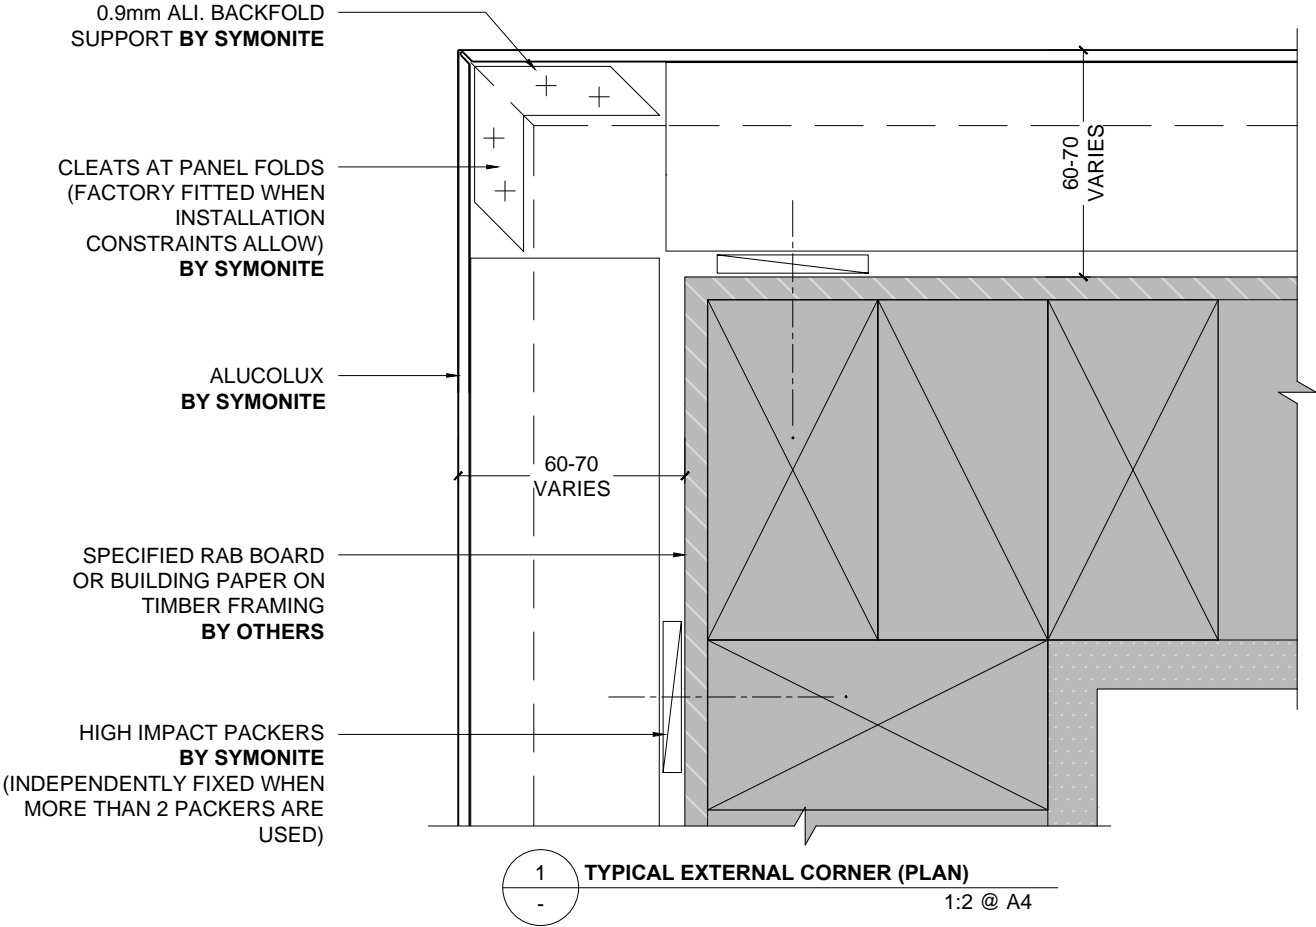 0.9mm ALI. BACKFOLD
SUPPORT BY SYMONITE
CLEATS AT PANEL FOLDS
(FACTORY FITTED WHEN
INSTALLATION
CONSTRAINTS ALLOW)
BY SYMONITE
60-70
VARIES
ALUCOLUX
BY SYMONITE
60-70
VARIES
SPECIFIED RAB BOARD
OR BUILDING PAPER ON
TIMBER FRAMING
BY OTHERS
HIGH IMPACT PACKERS
BY SYMONITE
(INDEPENDENTLY FIXED WHEN
MORE THAN 2 PACKERS ARE
USED)
1
-
TYPICAL EXTERNAL CORNER (PLAN)
1:2 @ A4